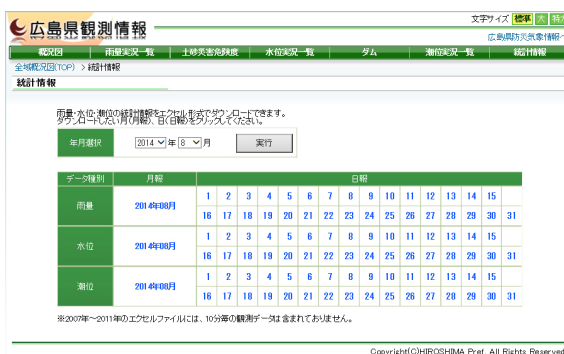 文字サイズ 標準 大 特大
広島県観測情報
広島県防災気象情報へ
概況図 雨量実況一覧 土砂災害危険度 水位実況一覧 ダム 潮位実況一覧 統計情報
全域概況図(TOP) > 統計情報
統計情報
雨量・水位・潮位の統計情報をエクセル形式でダウンロードできます。
ダウンロードしたい月(月報)、日(日報)をクリックしてください。
年月選択 2014 年 8 月 実行
データ種別 月報 日報
雨量 2014年08月
1 2 3 4 5 6 7 8 9 10 11 12 13 14 15
16 17 18 19 20 21 22 23 24 25 26 27 28 29 30 31
水位 2014年08月
1 2 3 4 5 6 7 8 9 10 11 12 13 14 15
16 17 18 19 20 21 22 23 24 25 26 27 28 29 30 31
潮位 2014年08月
1 2 3 4 5 6 7 8 9 10 11 12 13 14 15
16 17 18 19 20 21 22 23 24 25 26 27 28 29 30 31
※2007年~2011年のエクセルファイルには、10分毎の観測データは含まれておりません。
Copyright(C)HIROSHIMA Pref. All Rights Reserved